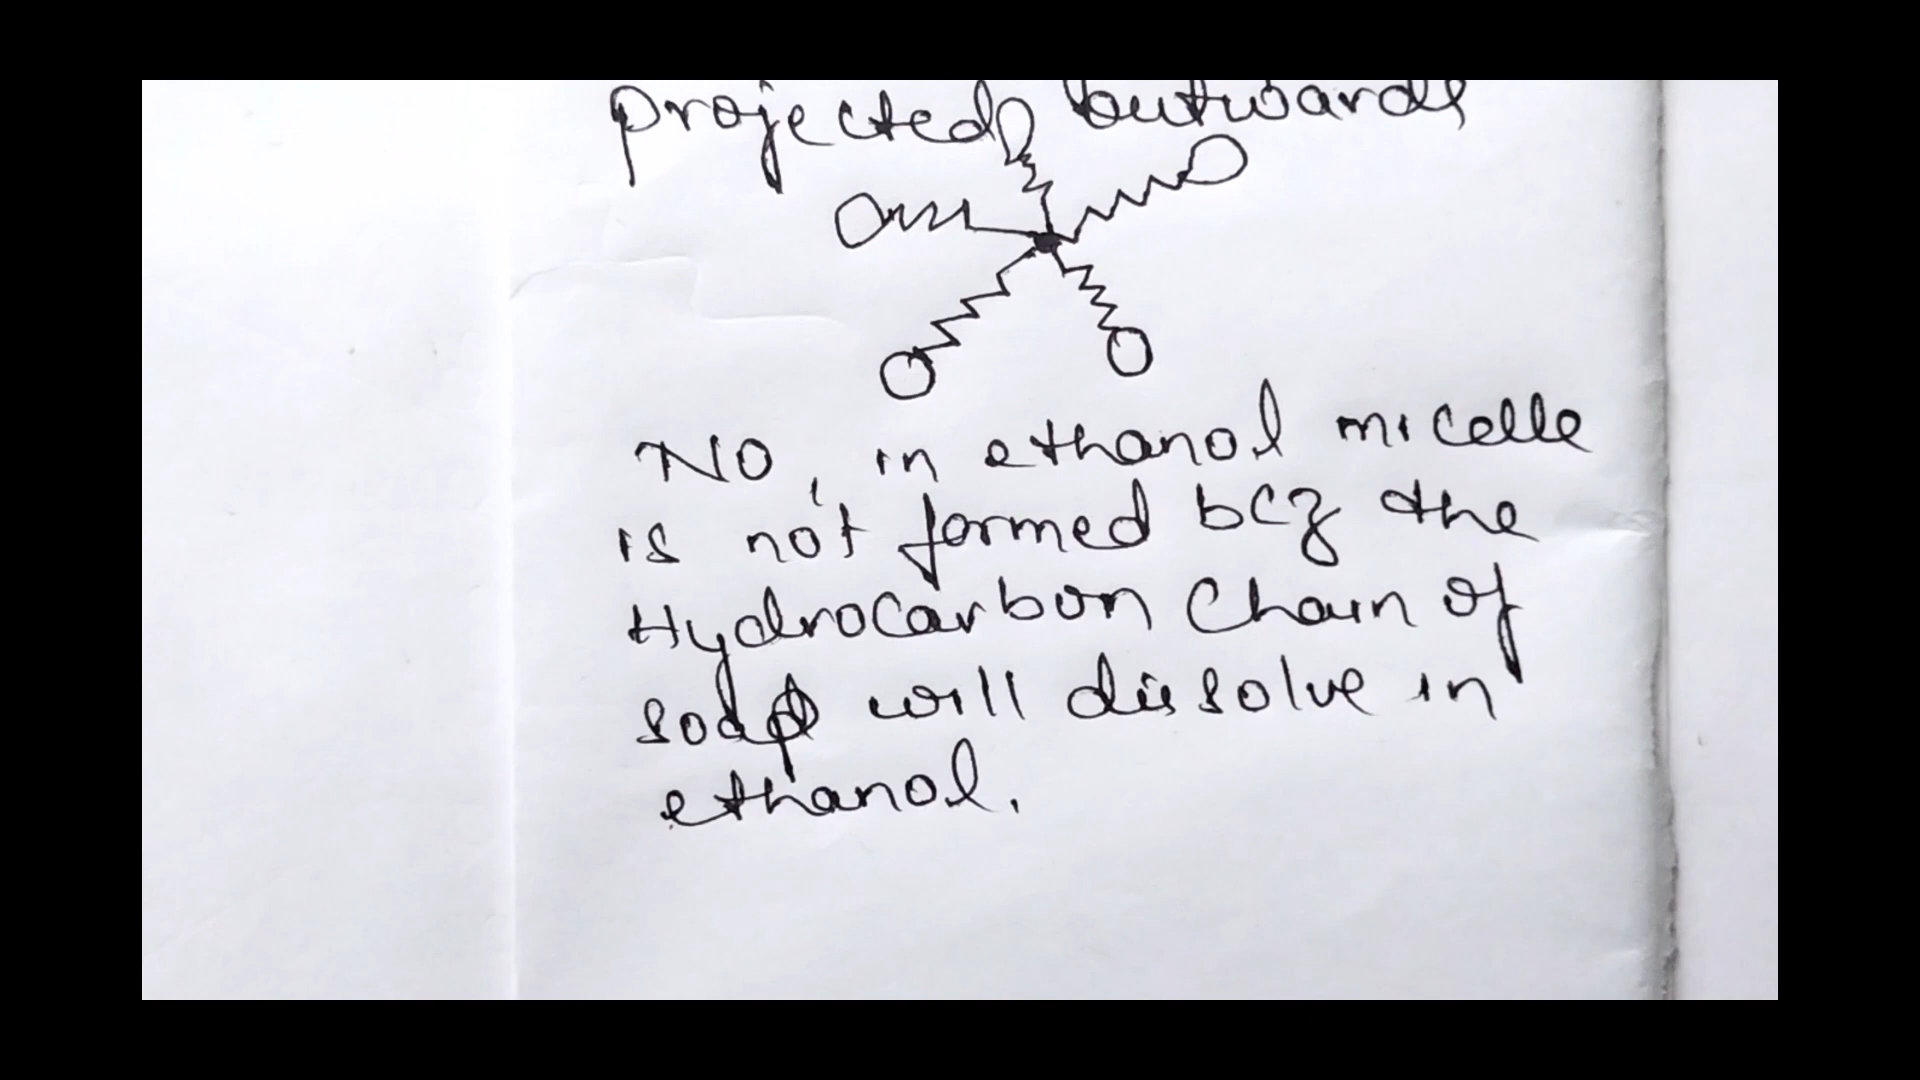 projected outwards
NO, in ethanol micelle
is not formed bcz the
Hydrocarbon Chain of
soap will dissolve in
ethanol.